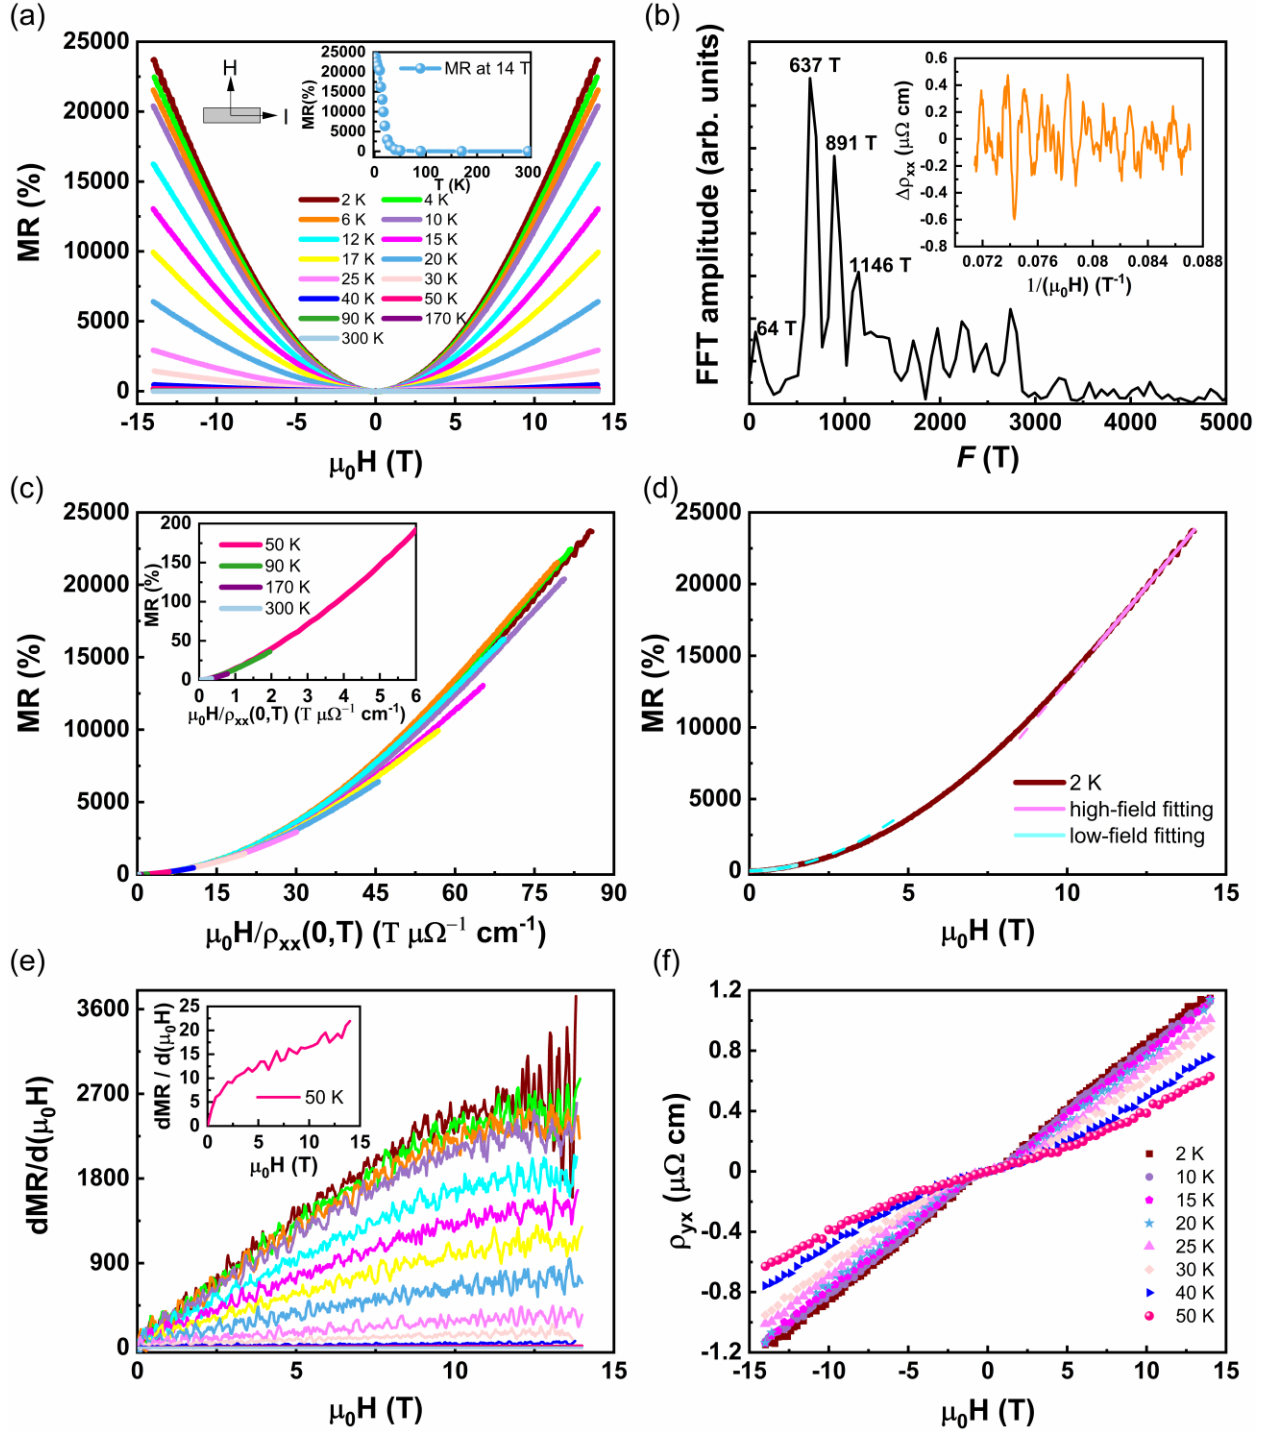 (a)
25000
20000
15000
10000
5000
0
MR (%)
-15 -10 -5 0 5 10 15
μ0H (T)
H
I
25000
20000
15000
10000
5000
0
MR(%)
MR at 14 T
0 100 200 300
T (K)
2 K 4 K
6 K 10 K
12 K 15 K
17 K 20 K
25 K 30 K
40 K 50 K
90 K 170 K
300 K
(b)
FFT amplitude (arb. units)
637 T
891 T
1146 T
64 T
0 1000 2000 3000 4000 5000
F (T)
0.6
0.4
0.2
0
-0.2
-0.4
-0.6
-0.8
Δρxx (μΩ cm)
0.072 0.076 0.08 0.084 0.088
1/(μ0H) (T-1)
(c)
25000
20000
15000
10000
5000
0
MR (%)
0 15 30 45 60 75 90
μ0H/ρxx(0,T) (T μΩ−1 cm-1)
200
150
100
50
0
MR (%)
50 K
90 K
170 K
300 K
0 1 2 3 4 5 6
μ0H/ρxx(0,T) (T μΩ−1 cm-1)
(d)
25000
20000
15000
10000
5000
0
MR (%)
2 K
high-field fitting
low-field fitting
0 5 10 15
μ0H (T)
(e)
3600
2700
1800
900
0
dMR/d(μ0H)
0 5 10 15
μ0H (T)
25
20
15
10
5
0
dMR / d(μ0H)
50 K
0 5 10 15
μ0H (T)
(f)
1.2
0.8
0.4
0
-0.4
-0.8
-1.2
ρyx (μΩ cm)
2 K
10 K
15 K
20 K
25 K
30 K
40 K
50 K
-15 -10 -5 0 5 10 15
μ0H (T)